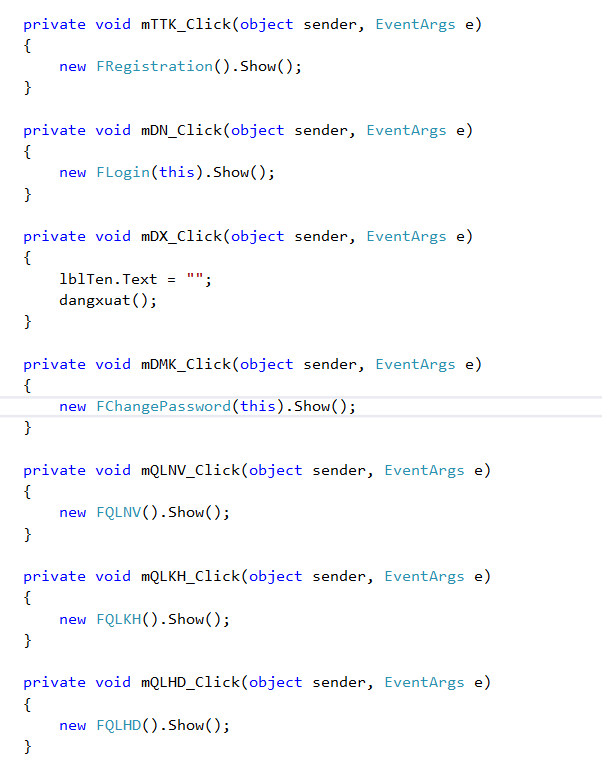 private void mTTK_Click(object sender, EventArgs e)
{
    new FRegistration().Show();
}

private void mDN_Click(object sender, EventArgs e)
{
    new FLogin(this).Show();
}

private void mDX_Click(object sender, EventArgs e)
{
    lblTen.Text = "";
    dangxuat();
}

private void mDMK_Click(object sender, EventArgs e)
{
    new FChangePassword(this).Show();
}

private void mQLNV_Click(object sender, EventArgs e)
{
    new FQLNV().Show();
}

private void mQLKH_Click(object sender, EventArgs e)
{
    new FQLKH().Show();
}

private void mQLHD_Click(object sender, EventArgs e)
{
    new FQLHD().Show();
}